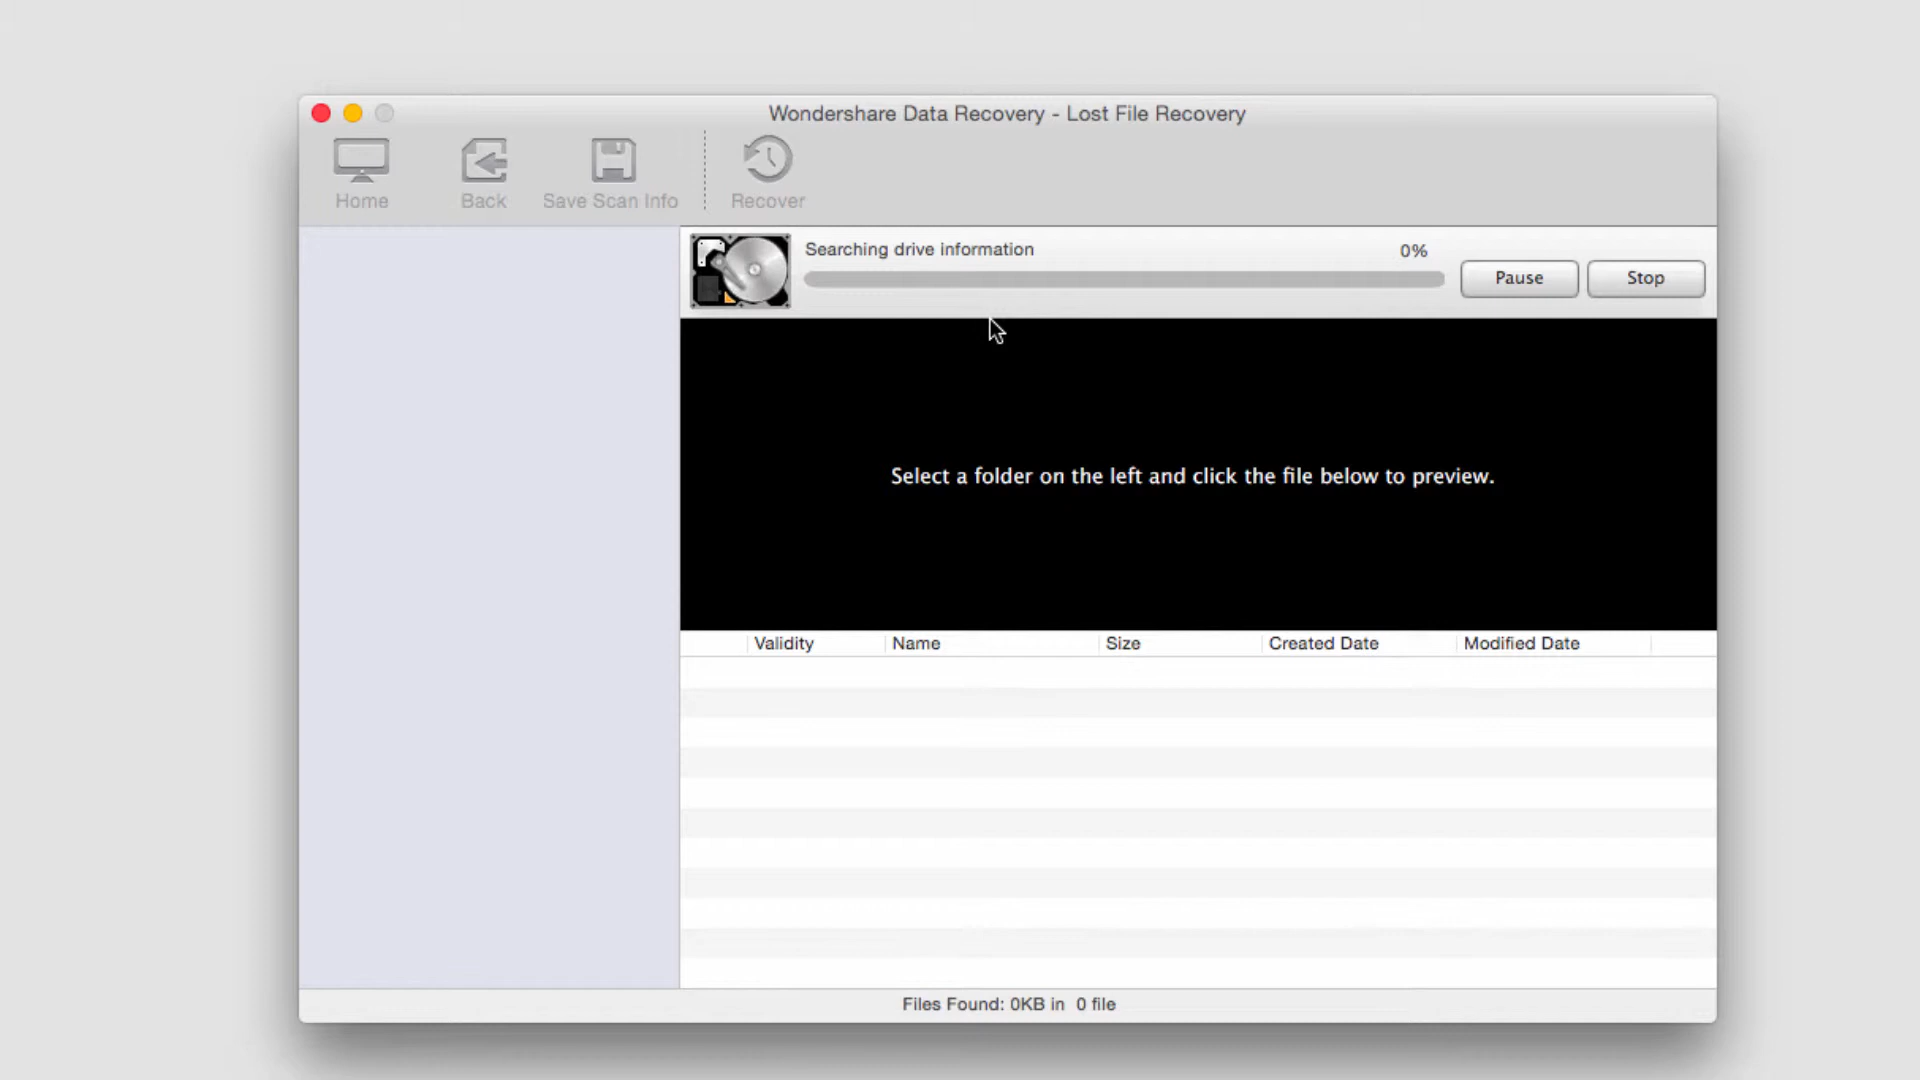 Wondershare Data Recovery - Lost File Recovery
Home Back Save Scan Info Recover
Searching drive information 0%
Pause Stop
Select a folder on the left and click the file below to preview.
Validity Name Size Created Date Modified Date
Files Found: 0KB in 0 file